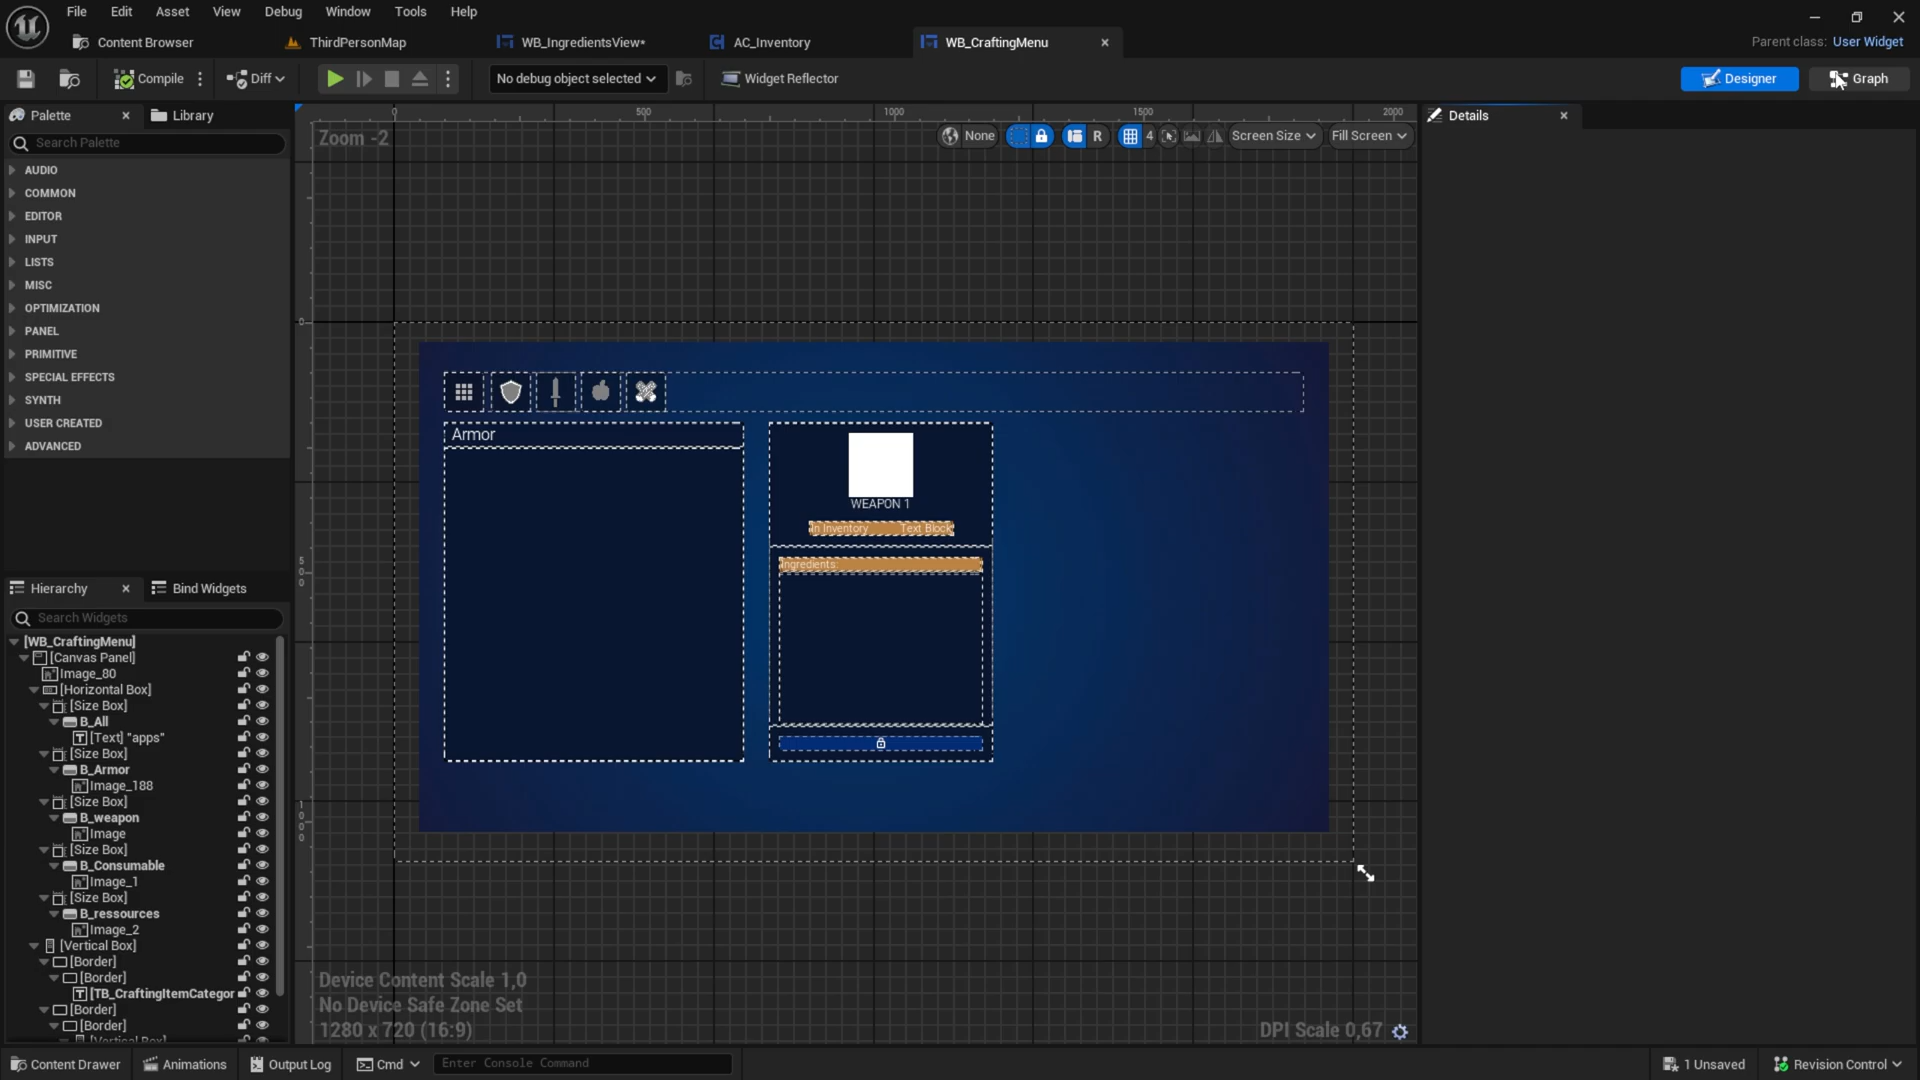 File Edit Asset View Debug Window Tools Help
Content Browser ThirdPersonMap WB_IngredientsView* AC_Inventory WB_CraftingMenu
Parent class: User Widget
Compile Diff No debug object selected Widget Reflector Designer Graph
Palette Library
Search Palette
AUDIO
COMMON
EDITOR
INPUT
LISTS
MISC
OPTIMIZATION
PANEL
PRIMITIVE
SPECIAL EFFECTS
SYNTH
USER CREATED
ADVANCED
Hierarchy Bind Widgets
Search Widgets
[WB_CraftingMenu]
[Canvas Panel]
Image_80
[Horizontal Box]
[Size Box]
B_All
[Text] "apps"
[Size Box]
B_Armor
Image_188
[Size Box]
B_weapon
Image
[Size Box]
B_Consumable
Image_1
[Size Box]
B_ressources
Image_2
[Vertical Box]
[Border]
[Border]
[TB_CraftingItemCategor
[Border]
[Border]
[Vertical Box]
0 500 1000 1500 2000
Zoom -2
None R 4 Screen Size Fill Screen
0
500
1000
Armor
WEAPON 1
In Inventory Text Block
Ingredients:
Device Content Scale 1,0
No Device Safe Zone Set
1280 x 720 (16:9)
DPI Scale 0,67
Details
Content Drawer Animations Output Log Cmd Enter Console Command 1 Unsaved Revision Control